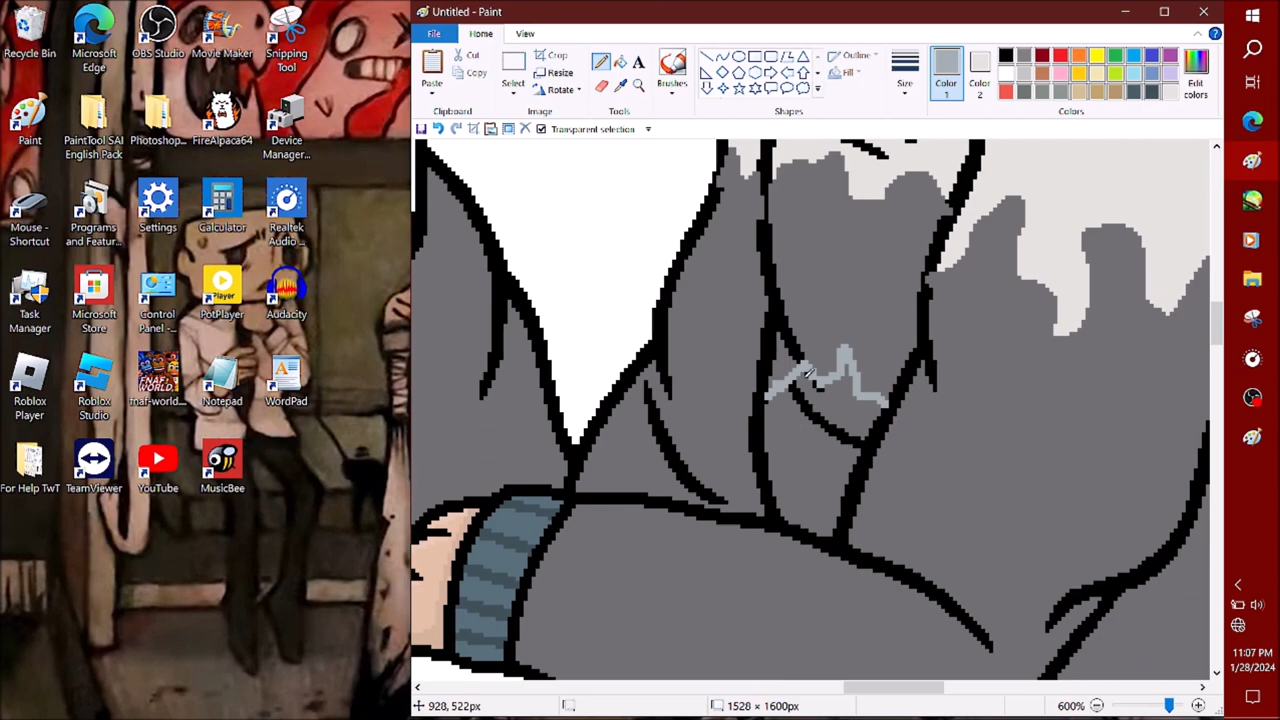 Untitled - Paint
File Home View
Paste
Cut
Copy
Clipboard
Select
Crop
Resize
Rotate
Image
Tools
Brushes
Shapes
Outline
Fill
Size
Color 1
Color 2
Edit colors
Colors
Transparent selection
Recycle Bin
Microsoft Edge
OBS Studio
Movie Maker
Snipping Tool
Paint
PaintTool SAI English Pack
Photoshop...
FireAlpaca64
Device Manager...
Mouse - Shortcut
Programs and Featur...
Settings
Calculator
Realtek Audio ...
Task Manager
Microsoft Store
Control Panel -...
PotPlayer
Audacity
Roblox Player
Roblox Studio
fnaf-world...
Notepad
WordPad
For Help TwT
TeamViewer
YouTube
MusicBee
928, 522px
1528 × 1600px
600%
11:07 PM
1/28/2024